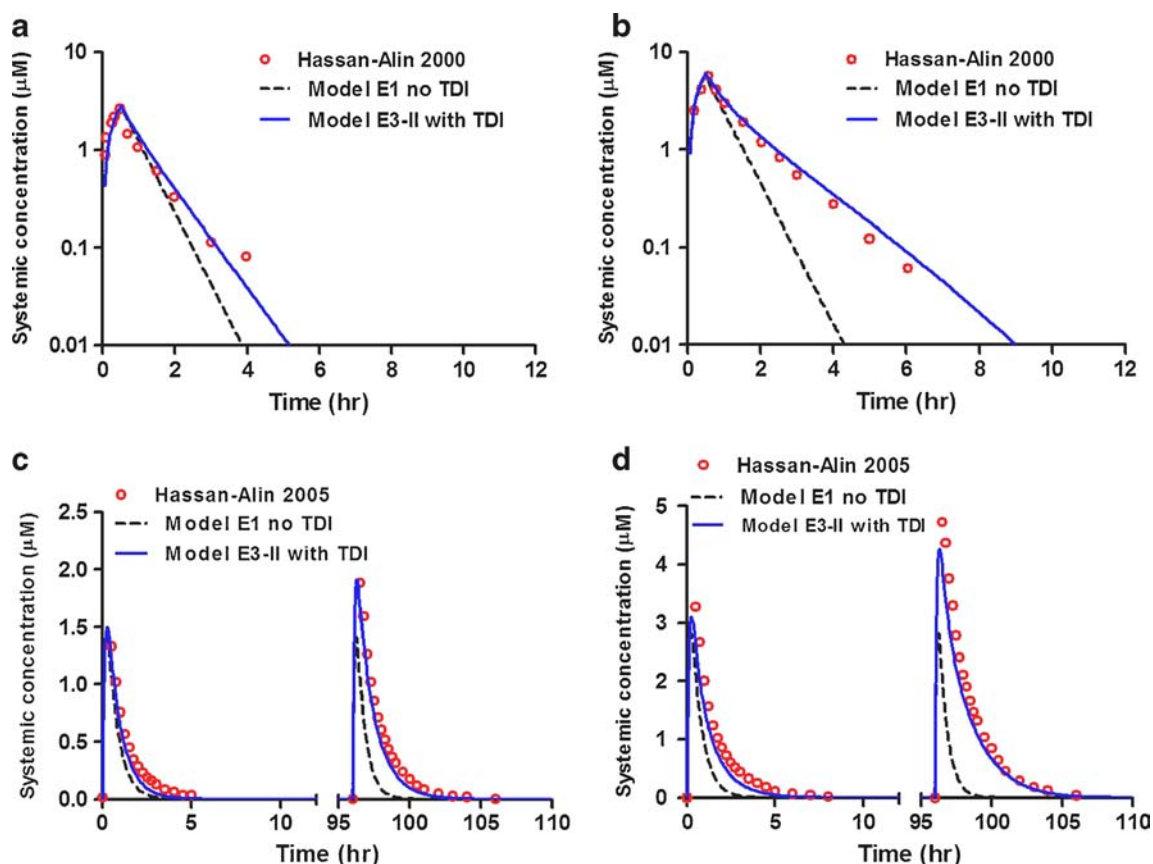 a
Hassan-Alin 2000
Model E1 no TDI
Model E3-II with TDI
Systemic concentration (μM)
10
1
0.1
0.01
0 2 4 6 8 10 12
Time (hr)
b
Hassan-Alin 2000
Model E1 no TDI
Model E3-II with TDI
Systemic concentration (μM)
10
1
0.1
0.01
0 2 4 6 8 10 12
Time (hr)
c
Hassan-Alin 2005
Model E1 no TDI
Model E3-II with TDI
Systemic concentration (μM)
2.5
2.0
1.5
1.0
0.5
0.0
0 5 10 95 100 105 110
Time (hr)
d
Hassan-Alin 2005
Model E1 no TDI
Model E3-II with TDI
Systemic concentration (μM)
5
4
3
2
1
0
0 5 10 95 100 105 110
Time (hr)